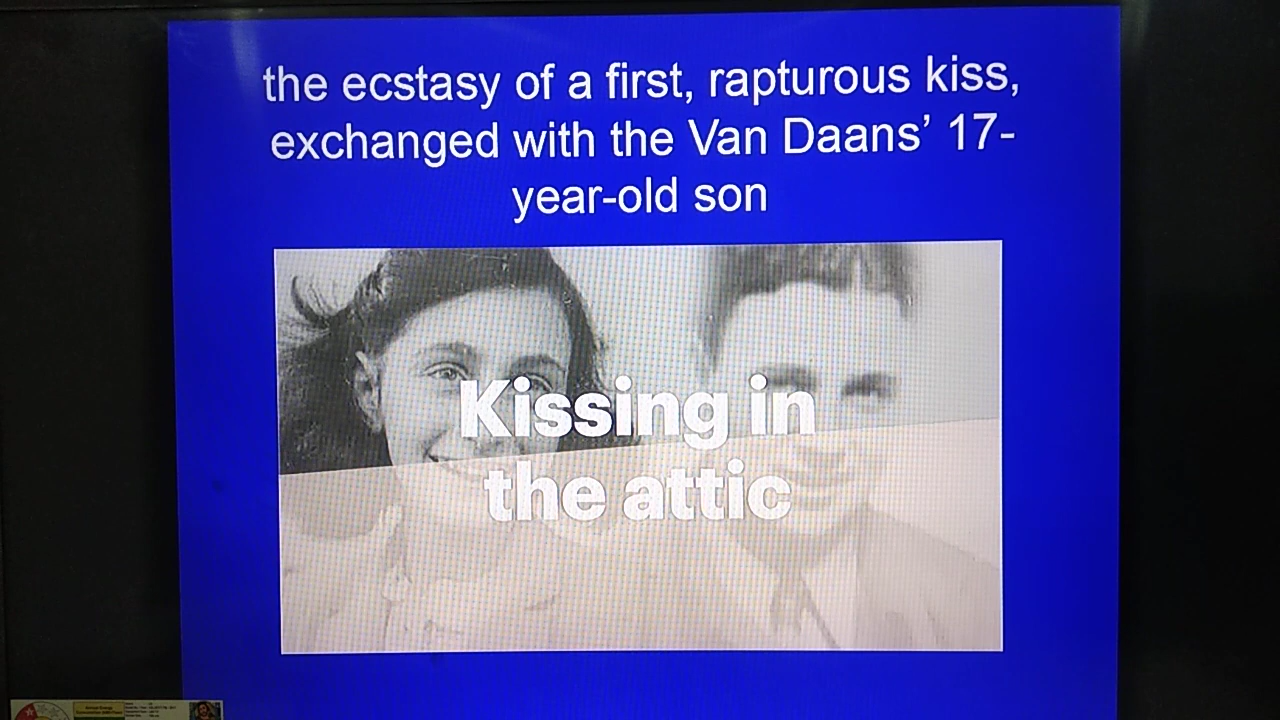 the ecstasy of a first, rapturous kiss,
exchanged with the Van Daans’ 17-
year-old son
Kissing in
the attic